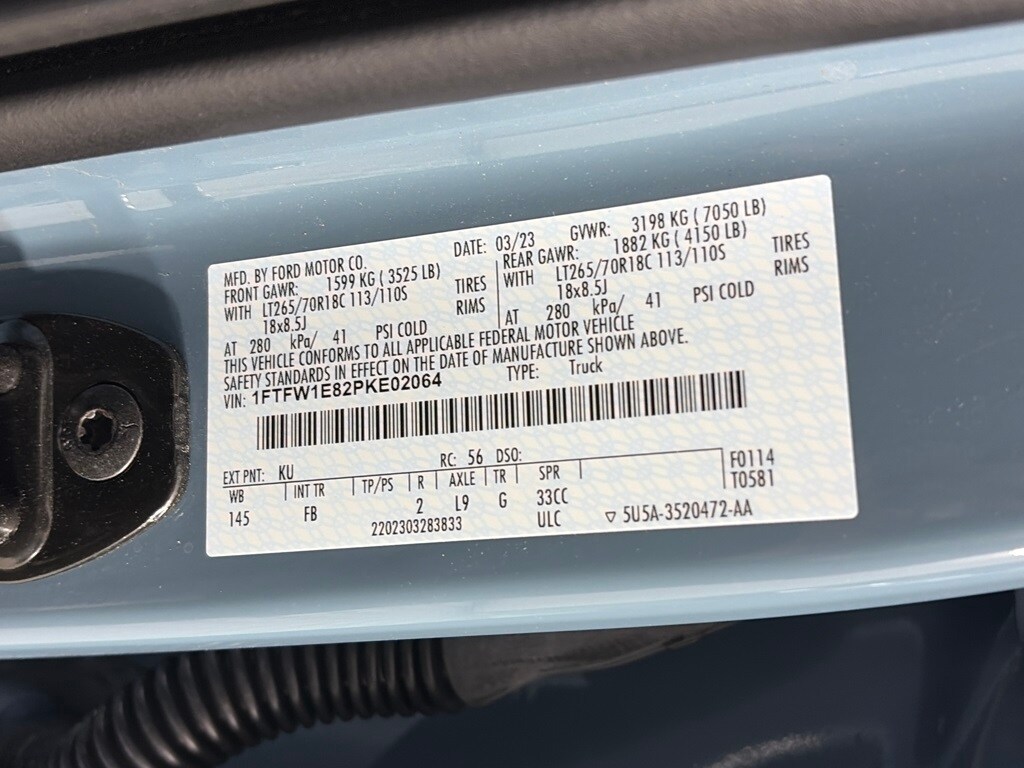 MFD. BY FORD MOTOR CO. DATE: 03/23 GVWR: 3198 KG ( 7050 LB)
FRONT GAWR: 1599 KG ( 3525 LB) REAR GAWR: 1882 KG ( 4150 LB)
WITH LT265/70R18C 113/110S TIRES WITH LT265/70R18C 113/110S TIRES
18x8.5J RIMS 18x8.5J RIMS
AT 280 kPa/ 41 PSI COLD AT 280 kPa/ 41 PSI COLD
THIS VEHICLE CONFORMS TO ALL APPLICABLE FEDERAL MOTOR VEHICLE
SAFETY STANDARDS IN EFFECT ON THE DATE OF MANUFACTURE SHOWN ABOVE.
VIN: 1FTFW1E82PKE02064 TYPE: Truck
EXT PNT: KU RC: 56 DSO: F0114
WB INT TR TP/PS R AXLE TR SPR T0581
145 FB 2 L9 G 33CC
2202303283833 ULC ▽ 5U5A-3520472-AA